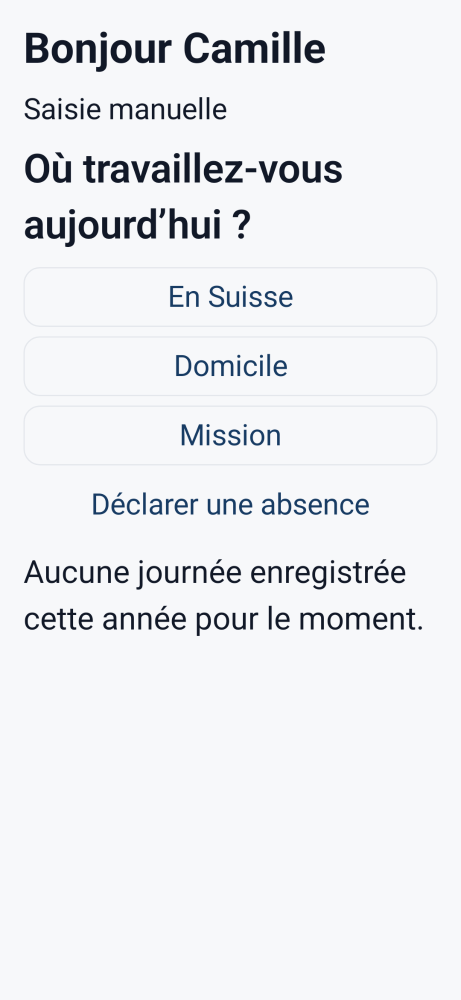 Bonjour Camille
Saisie manuelle
Où travaillez-vous
aujourd’hui ?
En Suisse
Domicile
Mission
Déclarer une absence
Aucune journée enregistrée
cette année pour le moment.